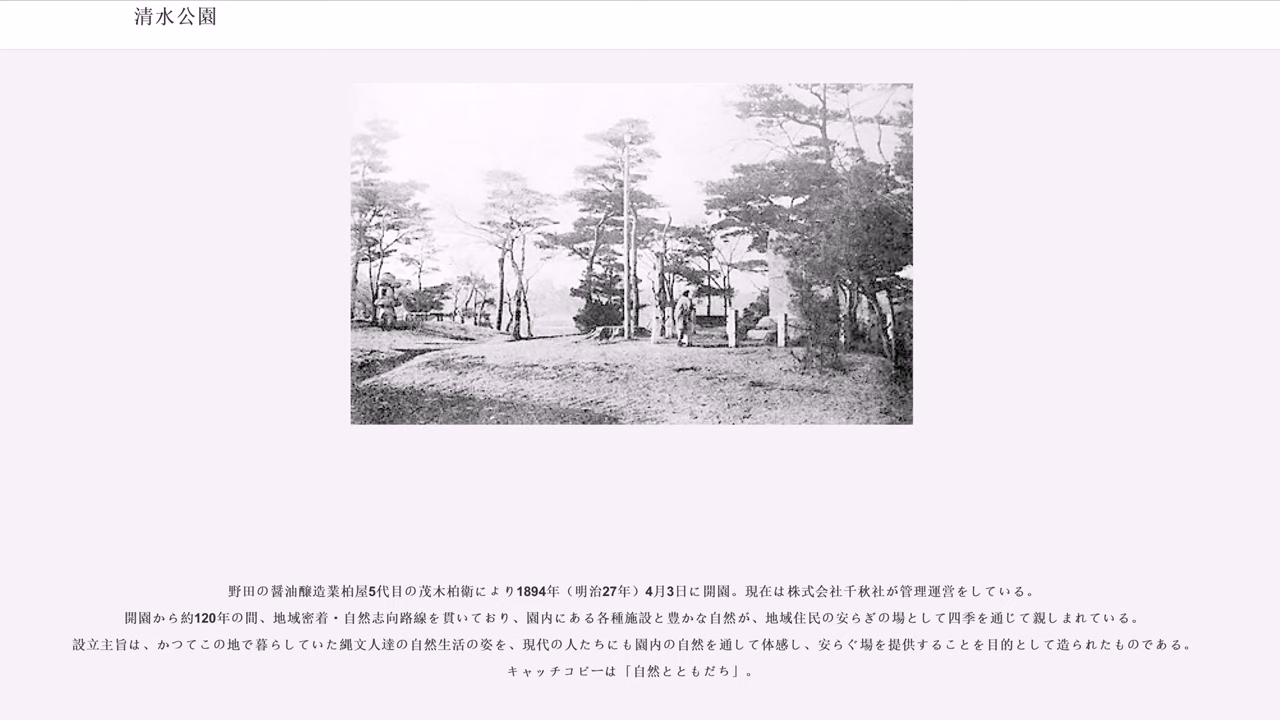 清水公園
野田の醤油醸造業柏屋5代目の茂木柏衛により1894年（明治27年）4月3日に開園。現在は株式会社千秋社が管理運営をしている。
開園から約120年の間、地域密着・自然志向路線を貫いており、園内にある各種施設と豊かな自然が、地域住民の安らぎの場として四季を通じて親しまれている。
設立主旨は、かつてこの地で暮らしていた縄文人達の自然生活の姿を、現代の人たちにも園内の自然を通して体感し、安らぐ場を提供することを目的として造られたものである。
キャッチコピーは「自然とともだち」。